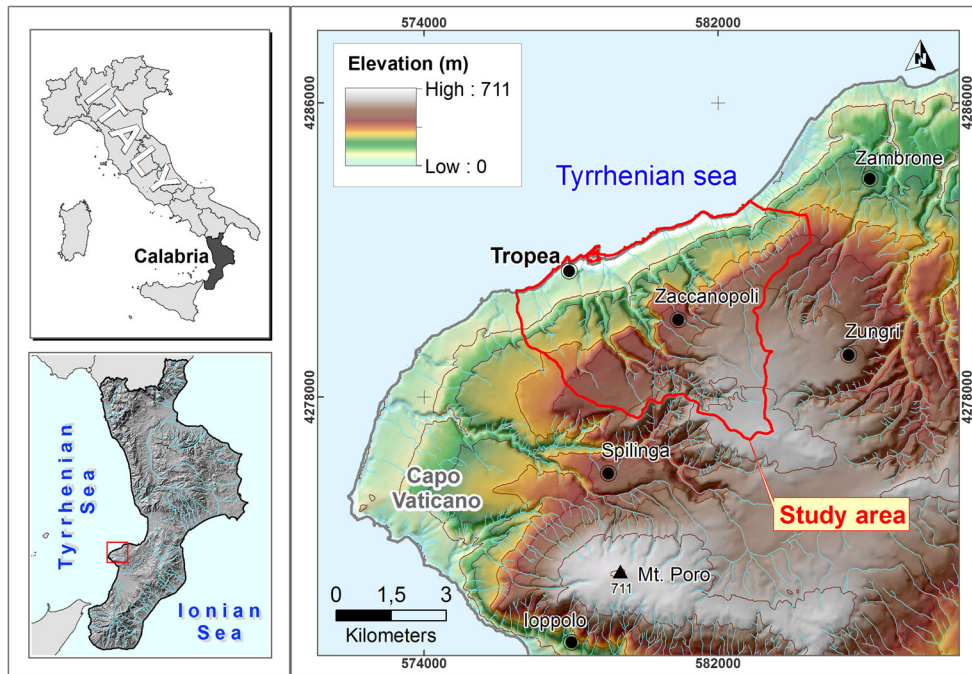 ITALY
Calabria
Tyrrhenian
Sea
Ionian
Sea
574000
582000
4286000
4286000
4278000
4278000
574000
582000
Elevation (m)
High : 711
Low : 0
N
Tyrrhenian sea
Zambrone
Tropea
Zaccanopoli
Zungri
Spilinga
Capo
Vaticano
Study area
Mt. Poro
711
0 1,5 3
Kilometers
Ioppolo